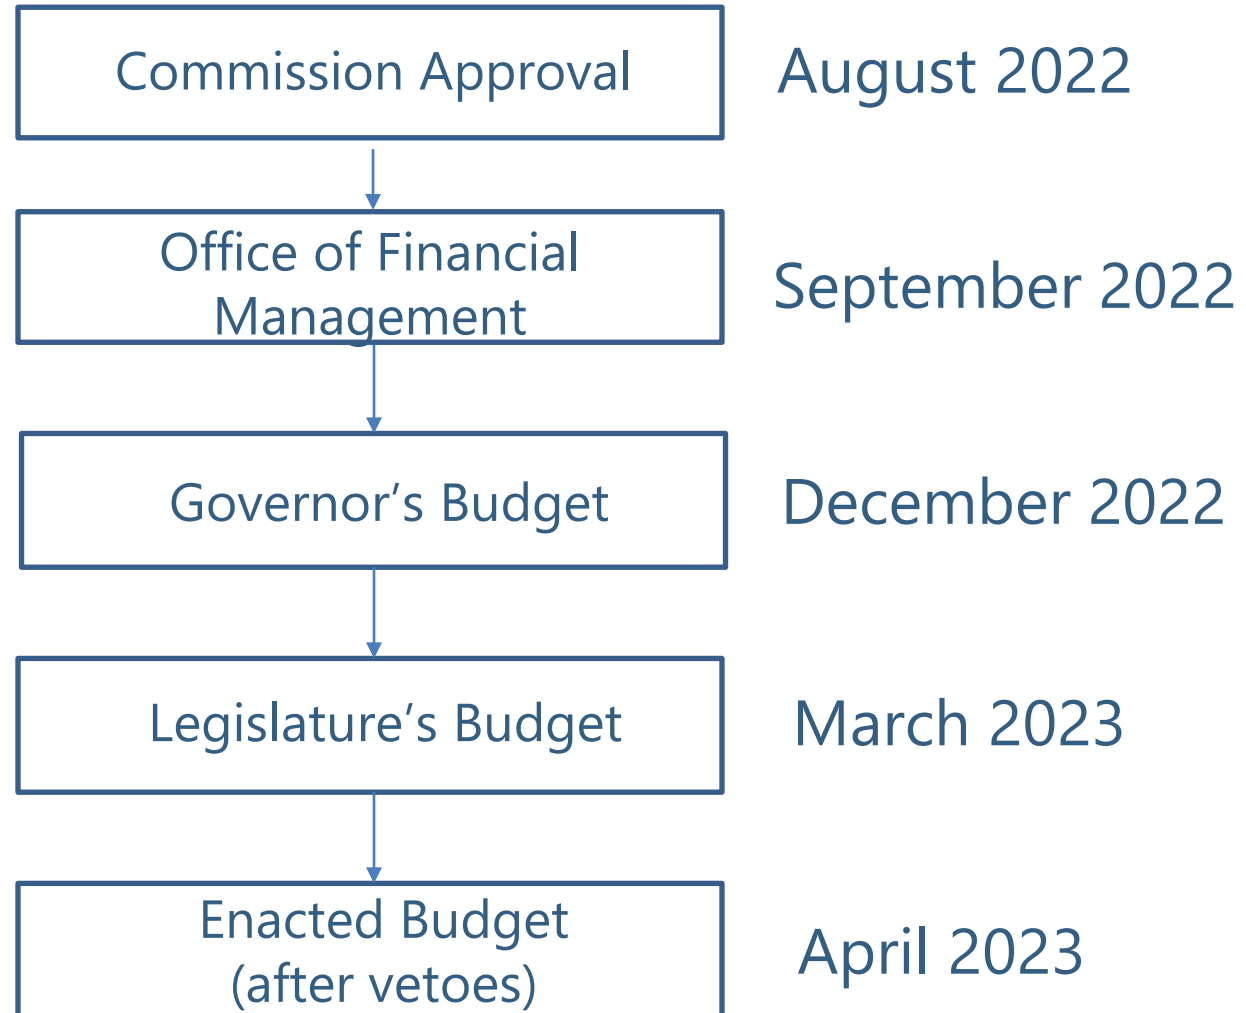 Commission Approval
August 2022
Office of Financial
Management
September 2022
Governor’s Budget
December 2022
Legislature’s Budget
March 2023
Enacted Budget
(after vetoes)
April 2023